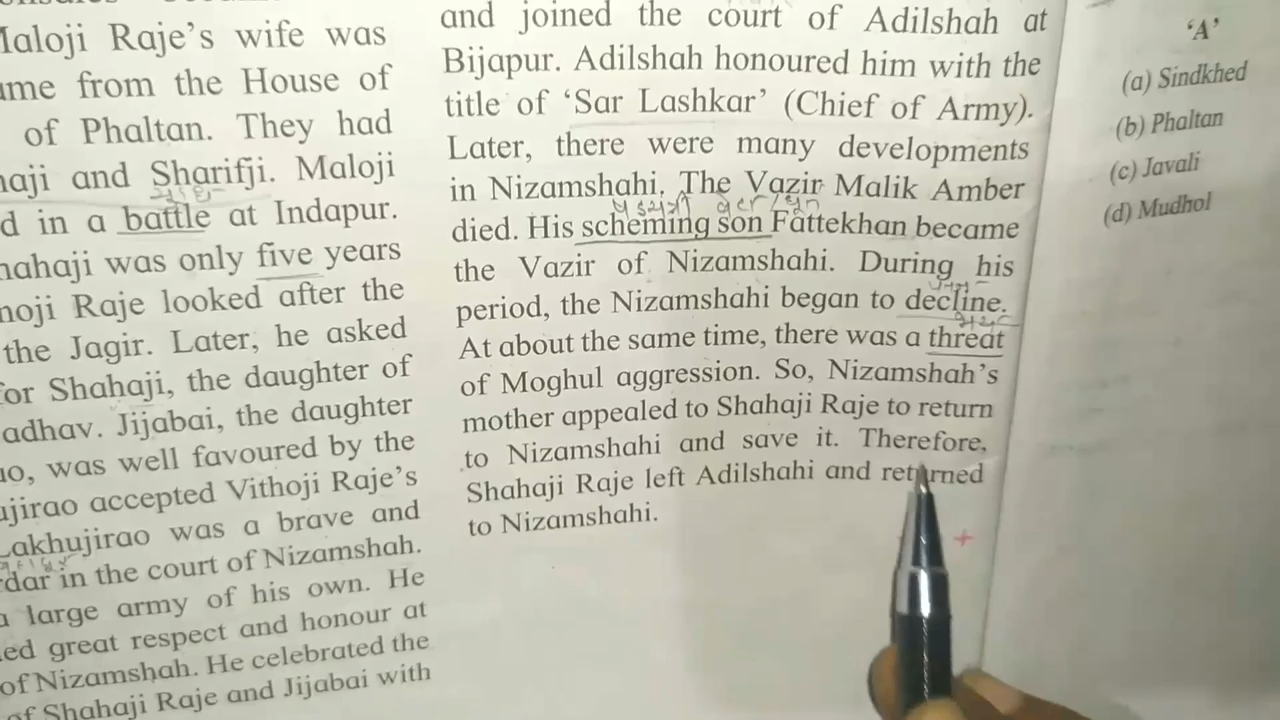 Maloji Raje's wife was
from the House of
of Phaltan. They had
and Sharifji. Maloji
in a battle at Indapur.
was only five years
Raje looked after the
the Jagir. Later, he asked
for Shahaji, the daughter of
Jijabai, the daughter
was well favoured by the
accepted Vithoji Raje's
Lakhujirao was a brave and
in the court of Nizamshah.
large army of his own. He
great respect and honour at
of Nizamshah. He celebrated the
of Shahaji Raje and Jijabai with
and joined the court of Adilshah at
Bijapur. Adilshah honoured him with the
title of 'Sar Lashkar' (Chief of Army).
Later, there were many developments
in Nizamshahi. The Vazir Malik Amber
died. His scheming son Fattekhan became
the Vazir of Nizamshahi. During his
period, the Nizamshahi began to decline.
At about the same time, there was a threat
of Moghul aggression. So, Nizamshah's
mother appealed to Shahaji Raje to return
to Nizamshahi and save it. Therefore,
Shahaji Raje left Adilshahi and returned
to Nizamshahi.
'A'
(a) Sindkhed
(b) Phaltan
(c) Javali
(d) Mudhol